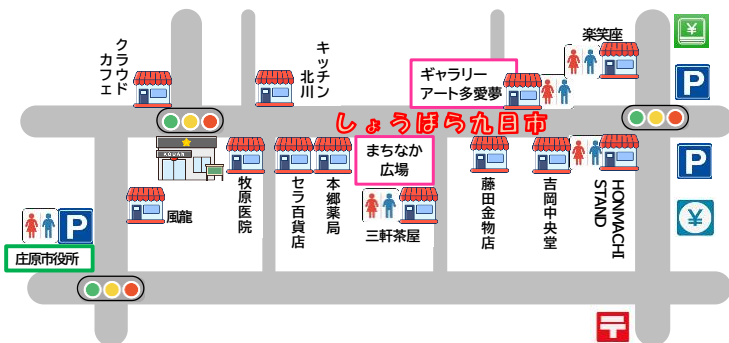 クラウド
カフェ
キッチン
北川
ギャラリー
アート多愛夢
楽笑座
¥
P
しょうばら九日市
牧原医院
セラ百貨店
本郷薬局
まちなか
広場
藤田金物店
吉岡中央堂
HONMACHI
STAND
P
風龍
三軒茶屋
P
¥
庄原市役所
〒